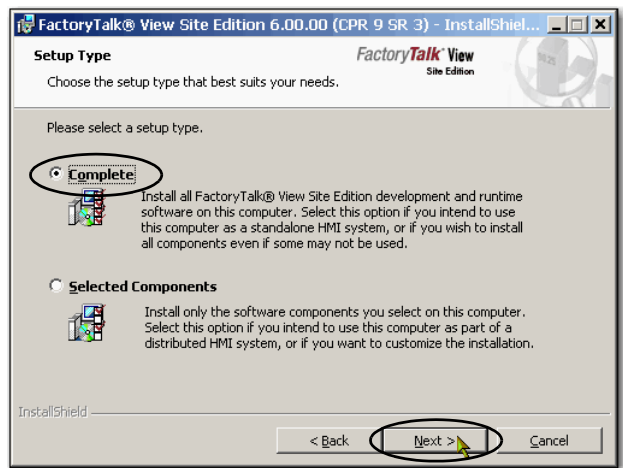 FactoryTalk® View Site Edition 6.00.00 (CPR 9 SR 3) - InstallShiel...
Setup Type
FactoryTalk® View
Site Edition
Choose the setup type that best suits your needs.
Please select a setup type.
Complete
Install all FactoryTalk® View Site Edition development and runtime
software on this computer. Select this option if you intend to use
this computer as a standalone HMI system, or if you wish to install
all components even if some may not be used.
Selected Components
Install only the software components you select on this computer.
Select this option if you intend to use this computer as part of a
distributed HMI system, or if you want to customize the installation.
InstallShield
< Back
Next >
Cancel